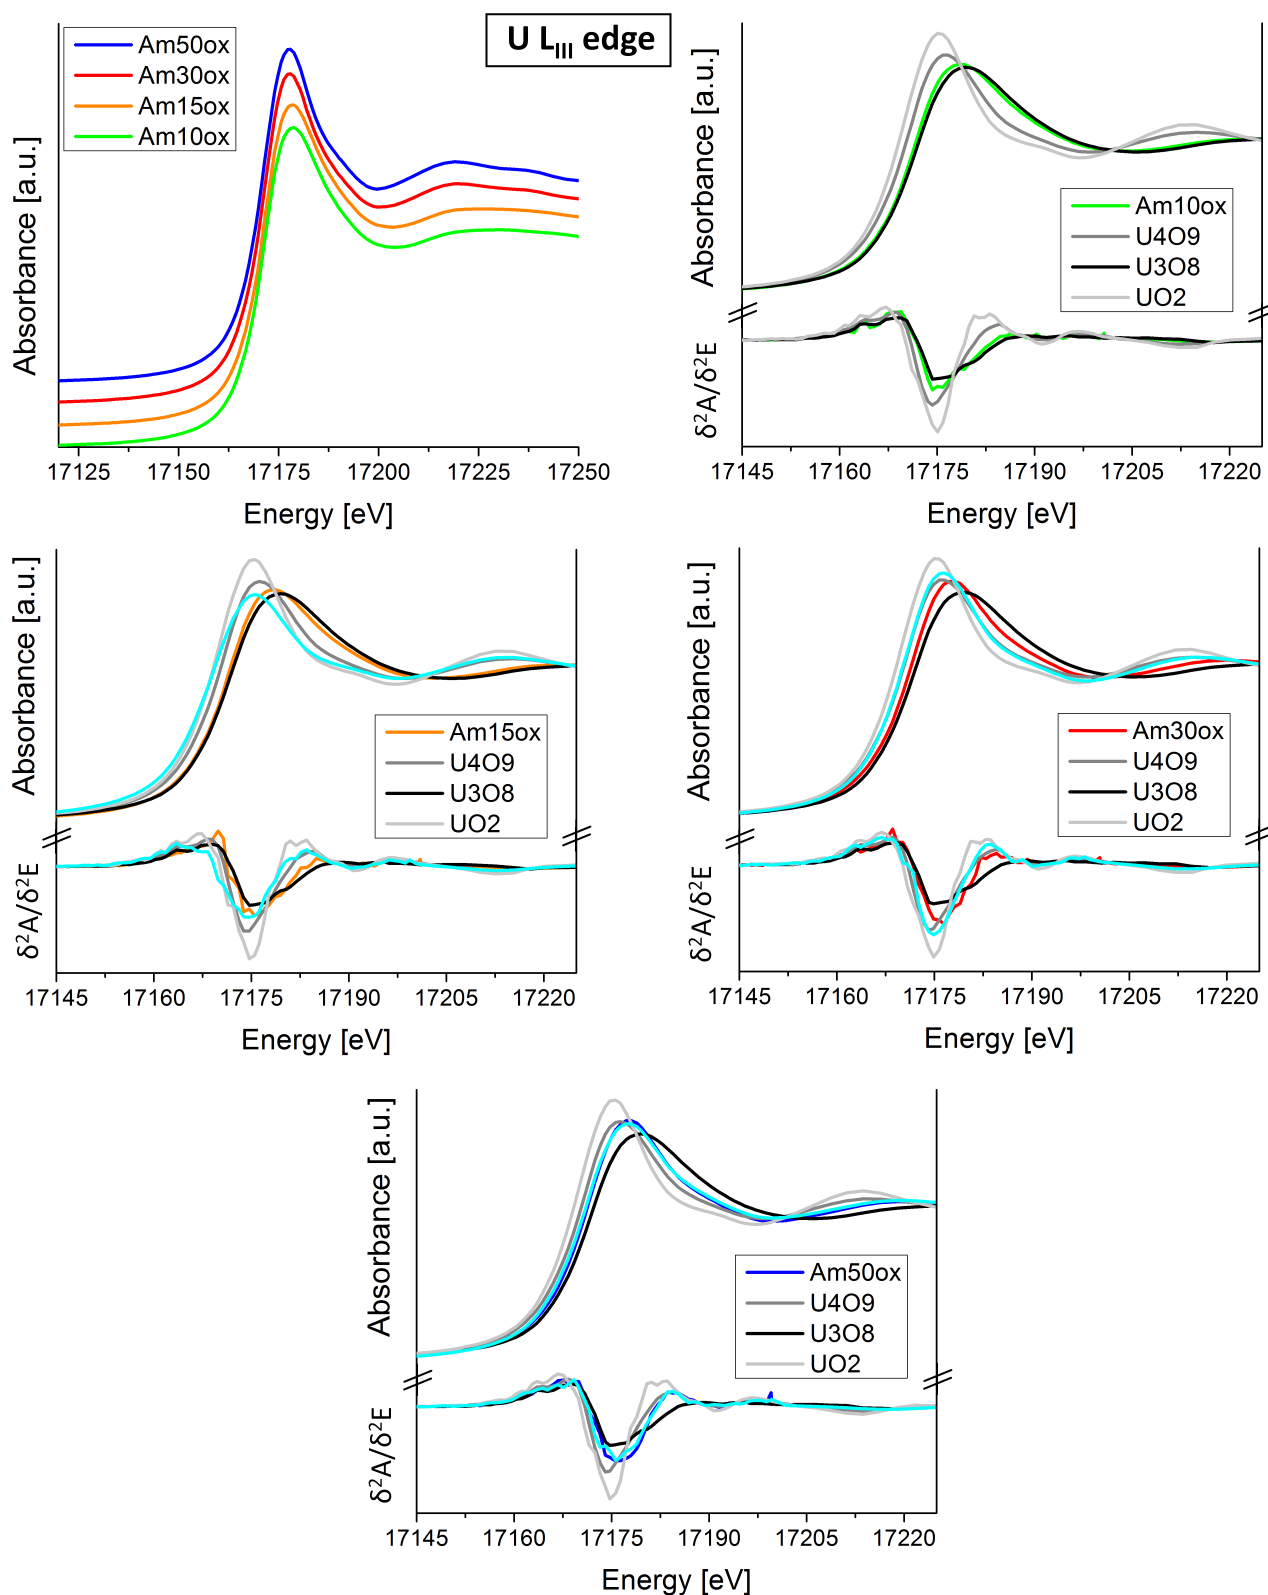 U L_III edge
Absorbance [a.u.]
Am50ox
Am30ox
Am15ox
Am10ox
17125 17150 17175 17200 17225 17250
Energy [eV]
Absorbance [a.u.]
δ²A/δ²E
Am10ox
U4O9
U3O8
UO2
17145 17160 17175 17190 17205 17220
Energy [eV]
Absorbance [a.u.]
δ²A/δ²E
Am15ox
U4O9
U3O8
UO2
17145 17160 17175 17190 17205 17220
Energy [eV]
Absorbance [a.u.]
δ²A/δ²E
Am30ox
U4O9
U3O8
UO2
17145 17160 17175 17190 17205 17220
Energy [eV]
Absorbance [a.u.]
δ²A/δ²E
Am50ox
U4O9
U3O8
UO2
17145 17160 17175 17190 17205 17220
Energy [eV]